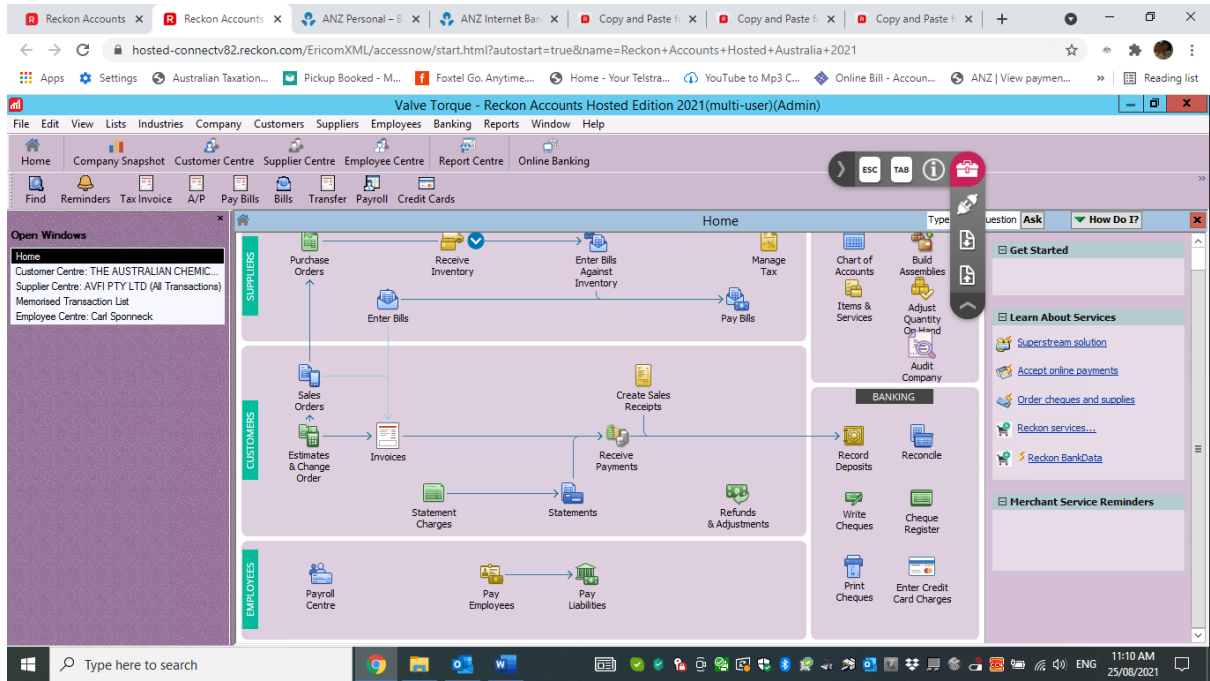 Reckon Accounts
Reckon Accounts
ANZ Personal – B
ANZ Internet Ban
Copy and Paste f
Copy and Paste f
Copy and Paste f
hosted-connectv82.reckon.com/EricomXML/accessnow/start.html?autostart=true&name=Reckon+Accounts+Hosted+Australia+2021
Apps Settings Australian Taxation... Pickup Booked - M... Foxtel Go. Anytime.... Home - Your Telstra... YouTube to Mp3 C... Online Bill - Accoun... ANZ | View paymen... » Reading list
Valve Torque - Reckon Accounts Hosted Edition 2021(multi-user)(Admin)
File Edit View Lists Industries Company Customers Suppliers Employees Banking Reports Window Help
Home Company Snapshot Customer Centre Supplier Centre Employee Centre Report Centre Online Banking
ESC TAB
Find Reminders Tax Invoice A/P Pay Bills Bills Transfer Payroll Credit Cards
Home
Type
uestion Ask
How Do I?
Open Windows
Home
Customer Centre: THE AUSTRALIAN CHEMIC...
Supplier Centre: AVFI PTY LTD (All Transactions)
Memorised Transaction List
Employee Centre: Carl Sponneck
SUPPLIERS
Purchase
Orders
Receive
Inventory
Enter Bills
Against
Inventory
Manage
Tax
Enter Bills
Pay Bills
Chart of
Accounts
Build
Assemblies
Items &
Services
Adjust
Quantity
On Hand
Audit
Company
CUSTOMERS
Sales
Orders
Create Sales
Receipts
Estimates
& Change
Order
Invoices
Receive
Payments
Statement
Charges
Statements
Refunds
& Adjustments
BANKING
Record
Deposits
Reconcile
Write
Cheques
Cheque
Register
Print
Cheques
Enter Credit
Card Charges
EMPLOYEES
Payroll
Centre
Pay
Employees
Pay
Liabilities
Get Started
Learn About Services
Superstream solution
Accept online payments
Order cheques and supplies
Reckon services...
Reckon BankData
Merchant Service Reminders
Type here to search
ENG
11:10 AM
25/08/2021